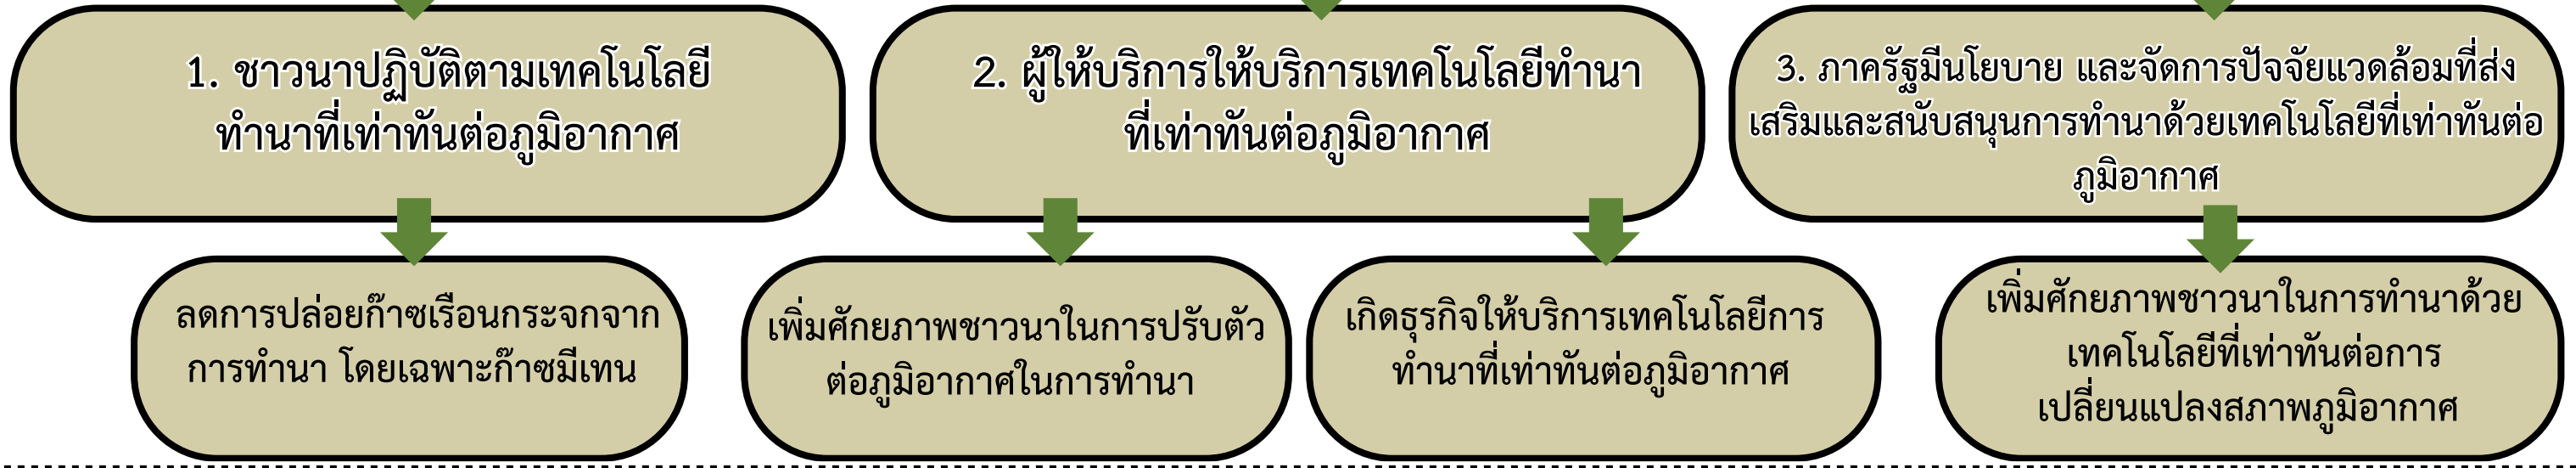 1. ชาวนาปฏิบัติตามเทคโนโลยี
ทำนาที่เท่าทันต่อภูมิอากาศ
2. ผู้ให้บริการให้บริการเทคโนโลยีทำนา
ที่เท่าทันต่อภูมิอากาศ
3. ภาครัฐมีนโยบาย และจัดการปัจจัยแวดล้อมที่ส่ง
เสริมและสนับสนุนการทำนาด้วยเทคโนโลยีที่เท่าทันต่อ
ภูมิอากาศ
ลดการปล่อยก๊าซเรือนกระจกจาก
การทำนา โดยเฉพาะก๊าซมีเทน
เพิ่มศักยภาพชาวนาในการปรับตัว
ต่อภูมิอากาศในการทำนา
เกิดธุรกิจให้บริการเทคโนโลยีการ
ทำนาที่เท่าทันต่อภูมิอากาศ
เพิ่มศักยภาพชาวนาในการทำนาด้วย
เทคโนโลยีที่เท่าทันต่อการ
เปลี่ยนแปลงสภาพภูมิอากาศ